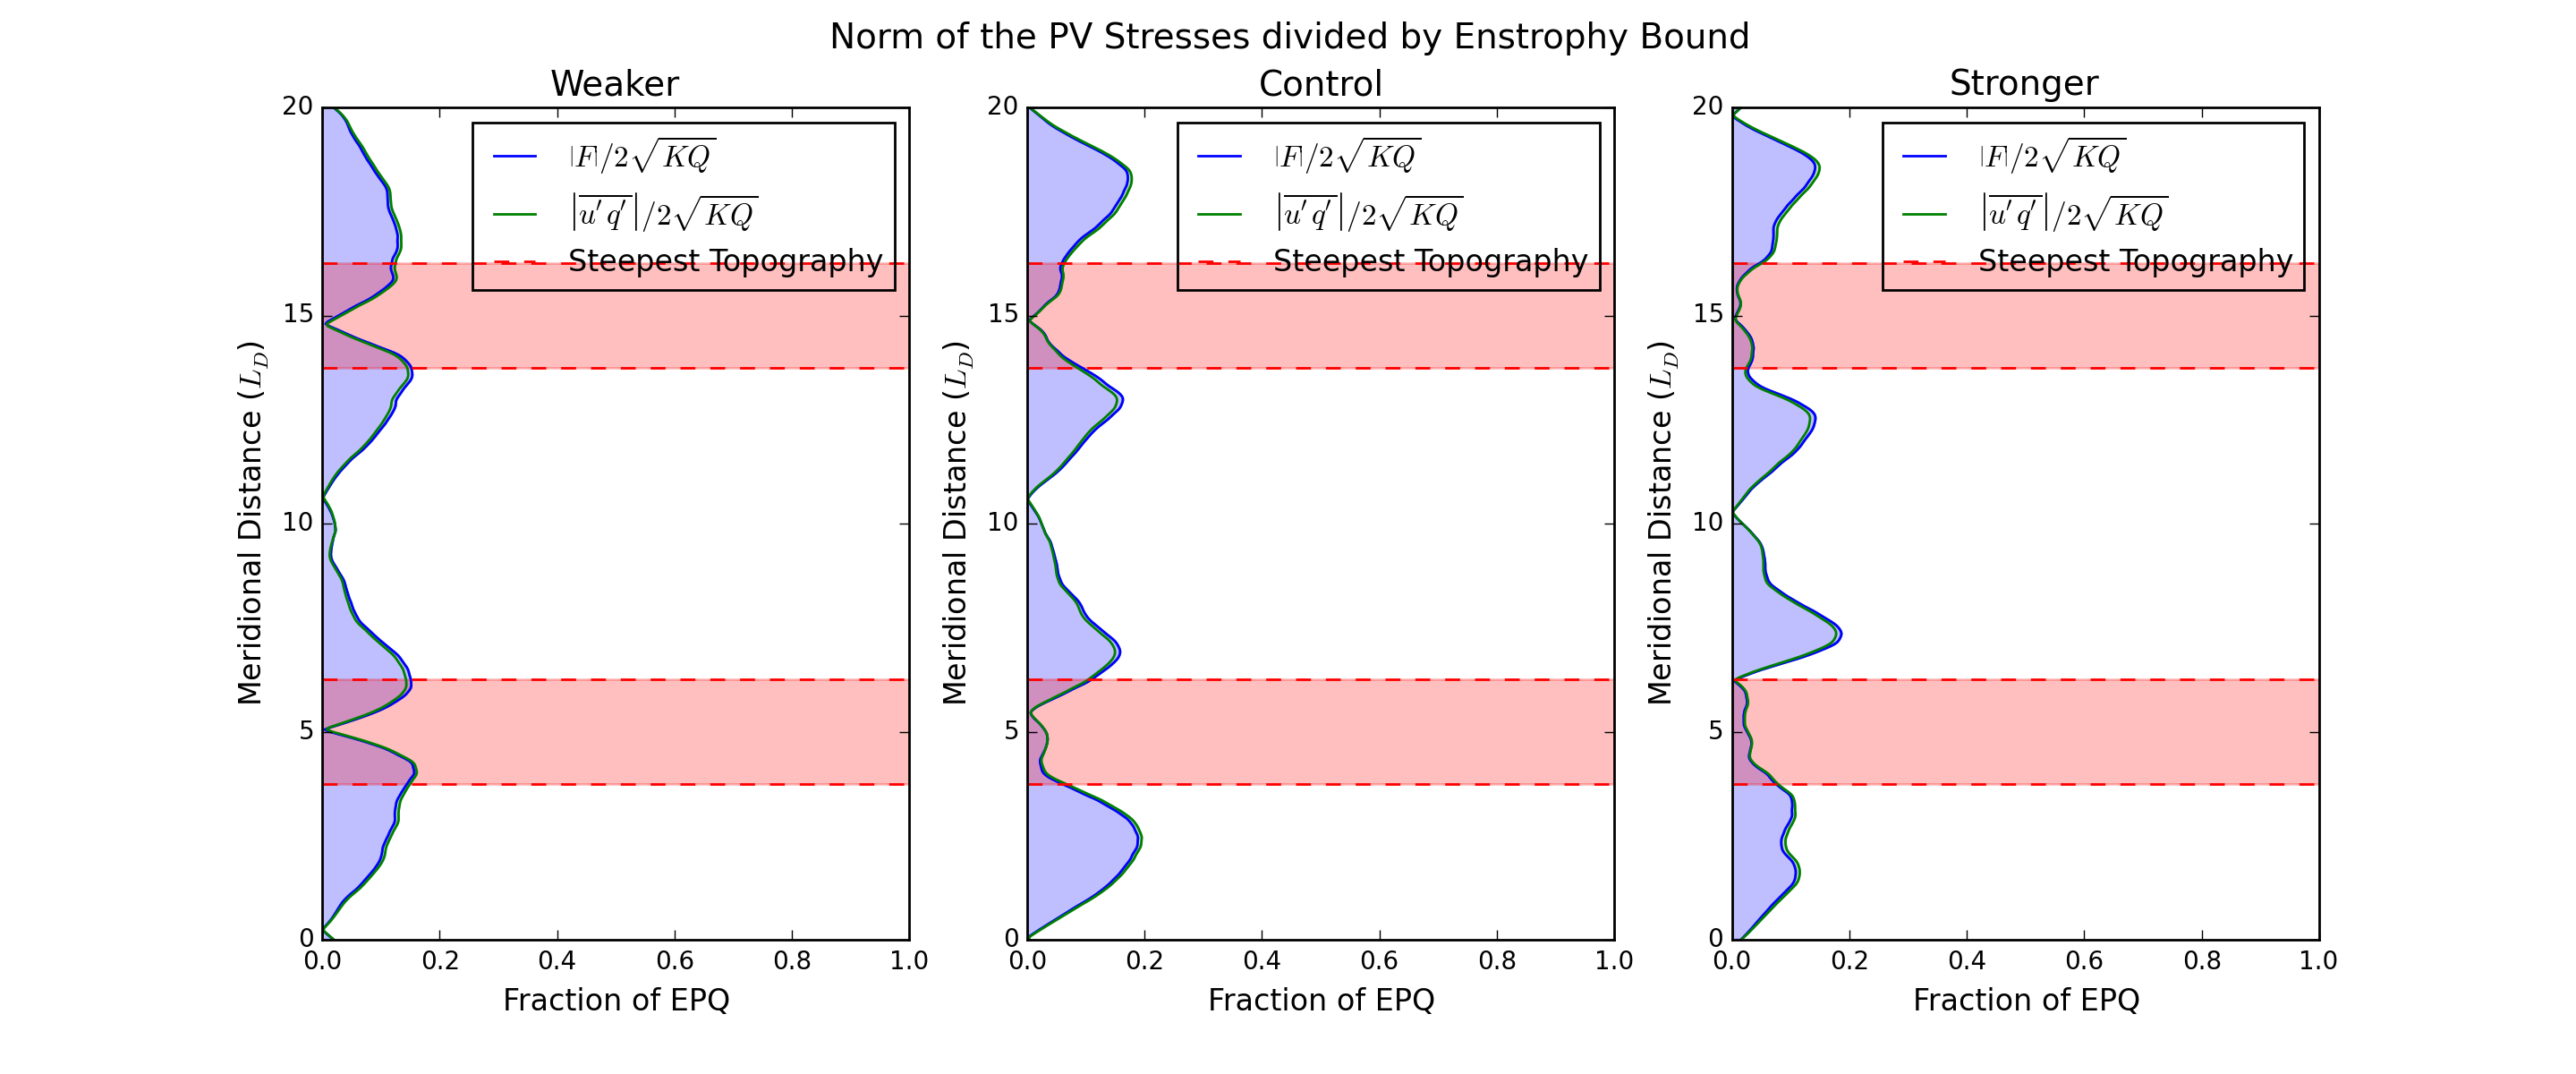 Norm of the PV Stresses divided by Enstrophy Bound
Weaker
Control
Stronger
|F|/2√KQ
|u′q′|/2√KQ
Steepest Topography
|F|/2√KQ
|u′q′|/2√KQ
Steepest Topography
|F|/2√KQ
|u′q′|/2√KQ
Steepest Topography
Meridional Distance (L_D)
20
15
10
5
0
0.0 0.2 0.4 0.6 0.8 1.0
Fraction of EPQ
Meridional Distance (L_D)
20
15
10
5
0
0.0 0.2 0.4 0.6 0.8 1.0
Fraction of EPQ
Meridional Distance (L_D)
20
15
10
5
0
0.0 0.2 0.4 0.6 0.8 1.0
Fraction of EPQ